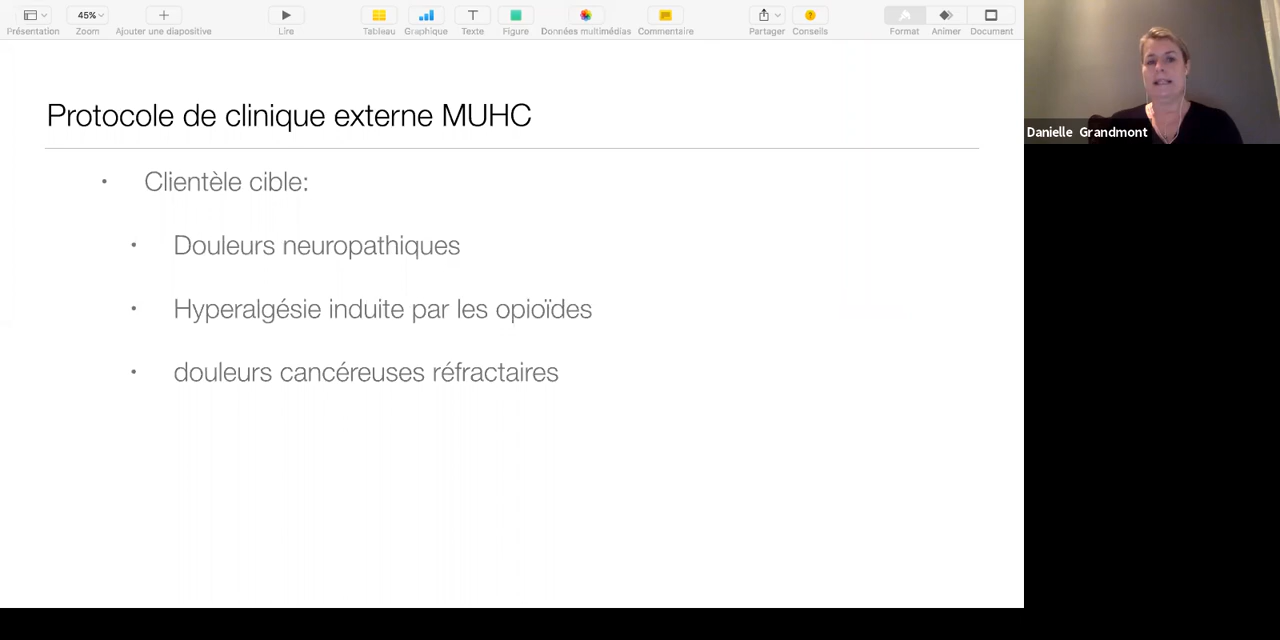 45%
Présentation Zoom Ajouter une diapositive Lire Tableau Graphique Texte Figure Données multimédias Commentaire Partager Conseils Format Animer Document
Danielle Grandmont
Protocole de clinique externe MUHC
• Clientèle cible:
• Douleurs neuropathiques
• Hyperalgésie induite par les opioïdes
• douleurs cancéreuses réfractaires